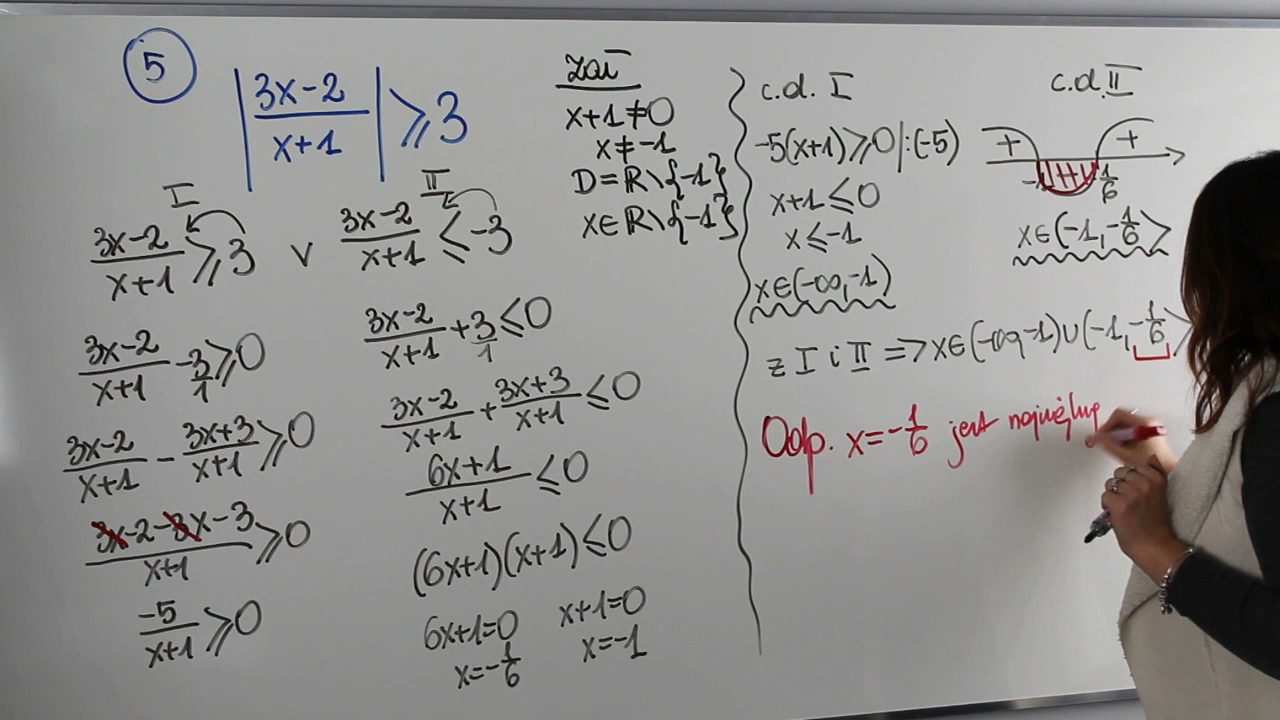 5
|3x-2/x+1| ⩾ 3
Zał
x+1≠0
x≠-1
D=ℝ\{-1}
x∈ℝ\{-1}
I
3x-2/x+1 ⩾ 3 ∨ 3x-2/x+1 ⩽ -3
II
3x-2/x+1 - 3/1 ⩾ 0
3x-2/x+1 - 3x+3/x+1 ⩾ 0
3x-2-3x-3/x+1 ⩾ 0
-5/x+1 ⩾ 0
3x-2/x+1 + 3/1 ⩽ 0
3x-2/x+1 + 3x+3/x+1 ⩽ 0
6x+1/x+1 ⩽ 0
(6x+1)(x+1) ⩽ 0
6x+1=0 x+1=0
x=-1/6 x=-1
c.d. I
-5(x+1) ⩾ 0 |:(-5)
x+1 ⩽ 0
x ⩽ -1
x∈(-∞,-1)
c.d. II
+ +
1/6
x∈(-1,-1/6>
z I i II => x∈(-∞,-1)∪(-1,-1/6>
Odp. x=-1/6 jest